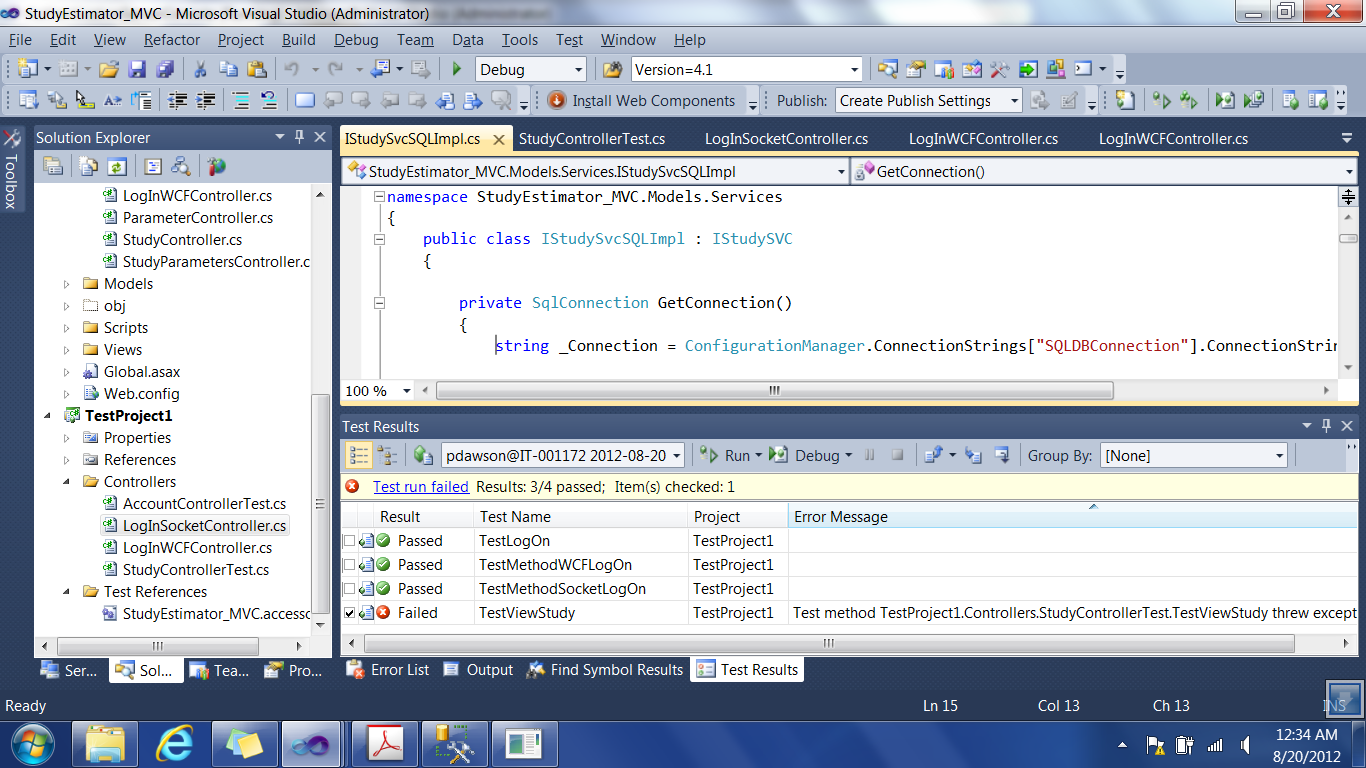 StudyEstimator_MVC - Microsoft Visual Studio (Administrator)
File Edit View Refactor Project Build Debug Team Data Tools Test Window Help
Debug Version=4.1
Install Web Components Publish: Create Publish Settings
Toolbox
Solution Explorer
LogInWCFController.cs
ParameterController.cs
StudyController.cs
StudyParametersController.c
Models
obj
Scripts
Views
Global.asax
Web.config
TestProject1
Properties
References
Controllers
AccountControllerTest.cs
LogInSocketController.cs
LogInWCFController.cs
StudyControllerTest.cs
Test References
StudyEstimator_MVC.accessc
Ser... Sol... Tea... Pro...
IStudySvcSQLImpl.cs StudyControllerTest.cs LogInSocketController.cs LogInWCFController.cs LogInWCFController.cs
StudyEstimator_MVC.Models.Services.IStudySvcSQLImpl GetConnection()
namespace StudyEstimator_MVC.Models.Services
{
public class IStudySvcSQLImpl : IStudySVC
{
private SqlConnection GetConnection()
{
string _Connection = ConfigurationManager.ConnectionStrings["SQLDBConnection"].ConnectionStrin
100 %
Test Results
pdawson@IT-001172 2012-08-20 Run Debug Group By: [None]
Test run failed Results: 3/4 passed; Item(s) checked: 1
Result Test Name Project Error Message
Passed TestLogOn TestProject1
Passed TestMethodWCFLogOn TestProject1
Passed TestMethodSocketLogOn TestProject1
Failed TestViewStudy TestProject1 Test method TestProject1.Controllers.StudyControllerTest.TestViewStudy threw except
Error List Output Find Symbol Results Test Results
Ready Ln 15 Col 13 Ch 13 INS
12:34 AM
8/20/2012